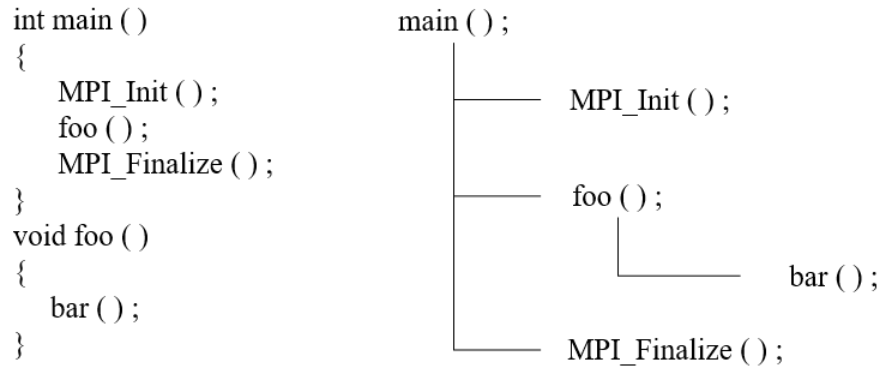 int main ( )
{
MPI_Init ( ) ;
foo ( ) ;
MPI_Finalize ( ) ;
}
void foo ( )
{
bar ( ) ;
}
main ( ) ;
MPI_Init ( ) ;
foo ( ) ;
bar ( ) ;
MPI_Finalize ( ) ;